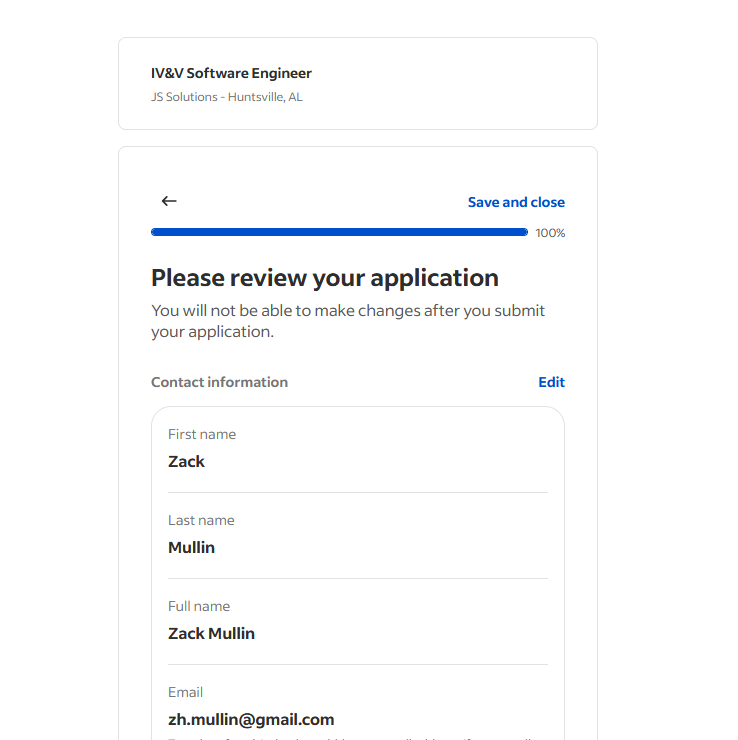 IV&V Software Engineer
JS Solutions - Huntsville, AL
Save and close
100%
Please review your application
You will not be able to make changes after you submit
your application.
Contact information
Edit
First name
Zack
Last name
Mullin
Full name
Zack Mullin
Email
zh.mullin@gmail.com